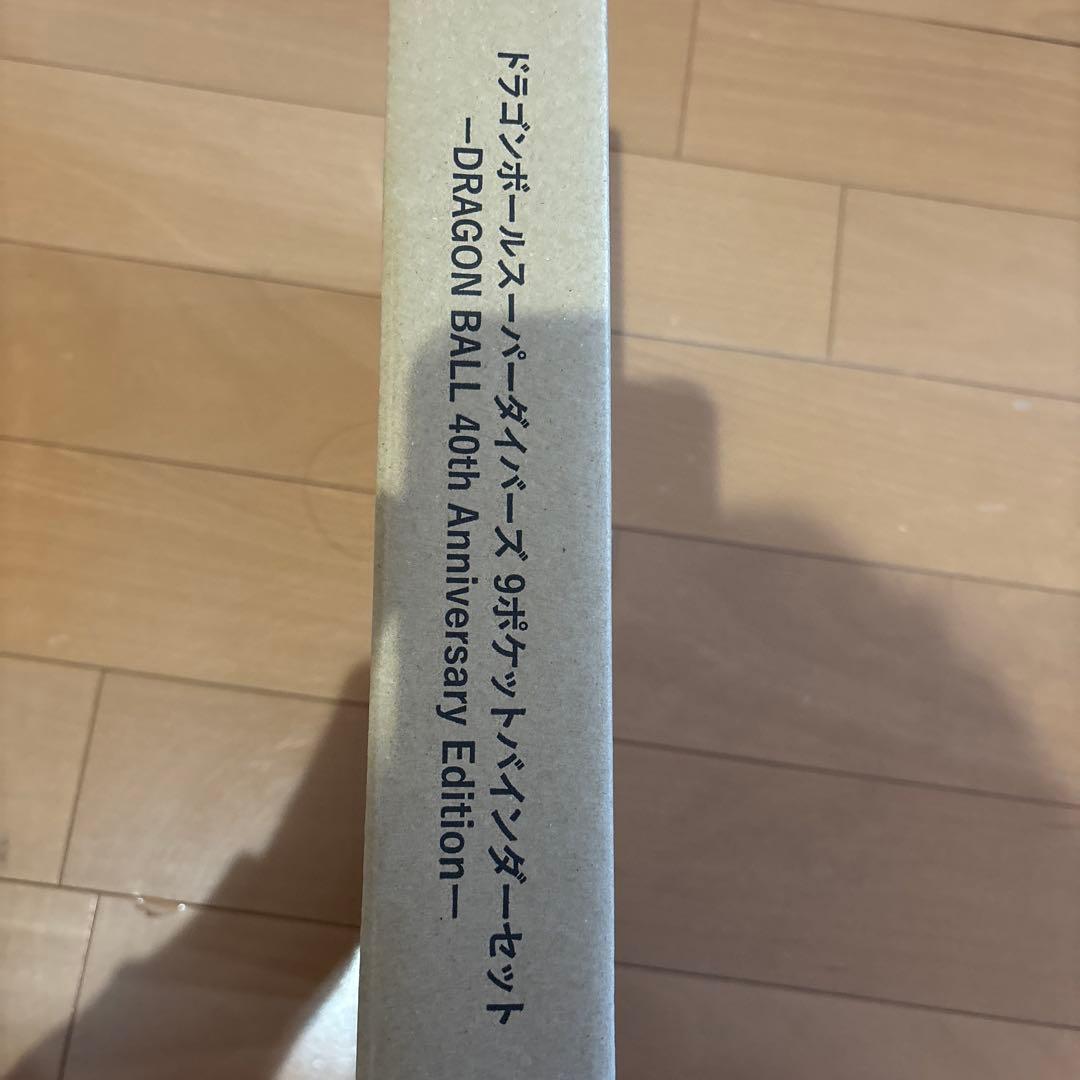 ドラゴンボールスーパーダイバーズ 9ポケットバインダーセット
ーDRAGON BALL 40th Anniversary Editionー